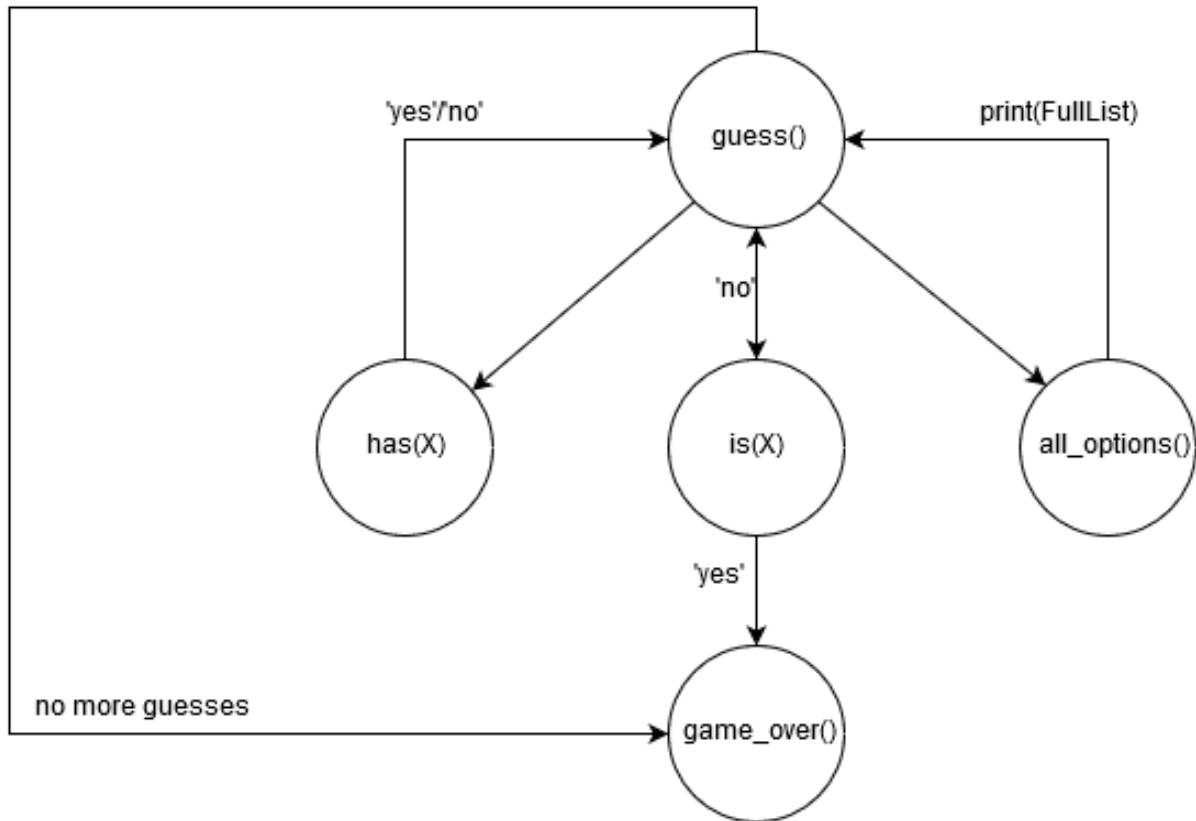 'yes'/'no'
guess()
print(FullList)
'no'
has(X)
is(X)
all_options()
'yes'
no more guesses
game_over()